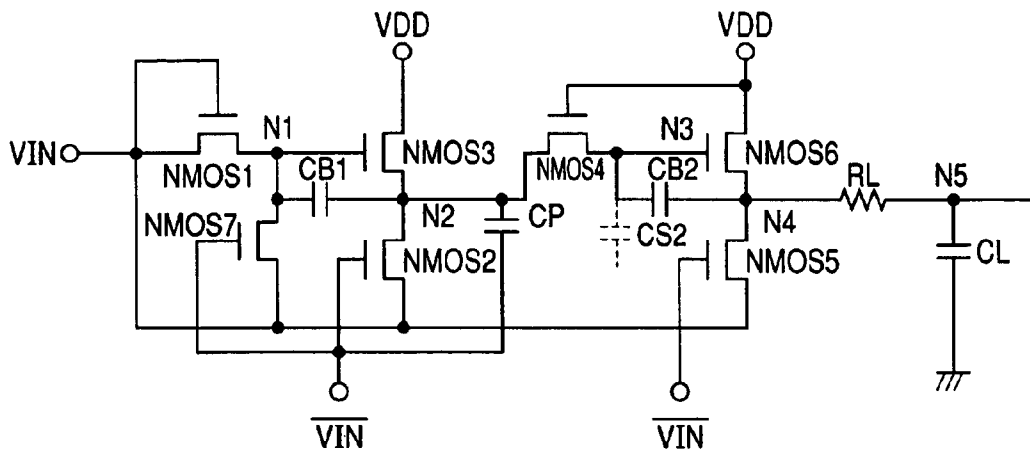 VDD
VDD
VIN
N1
NMOS1
NMOS3
CB1
NMOS7
N2
CP
NMOS2
NMOS4
N3
NMOS6
CB2
CS2
N4
NMOS5
RL
N5
CL
VIN
VIN